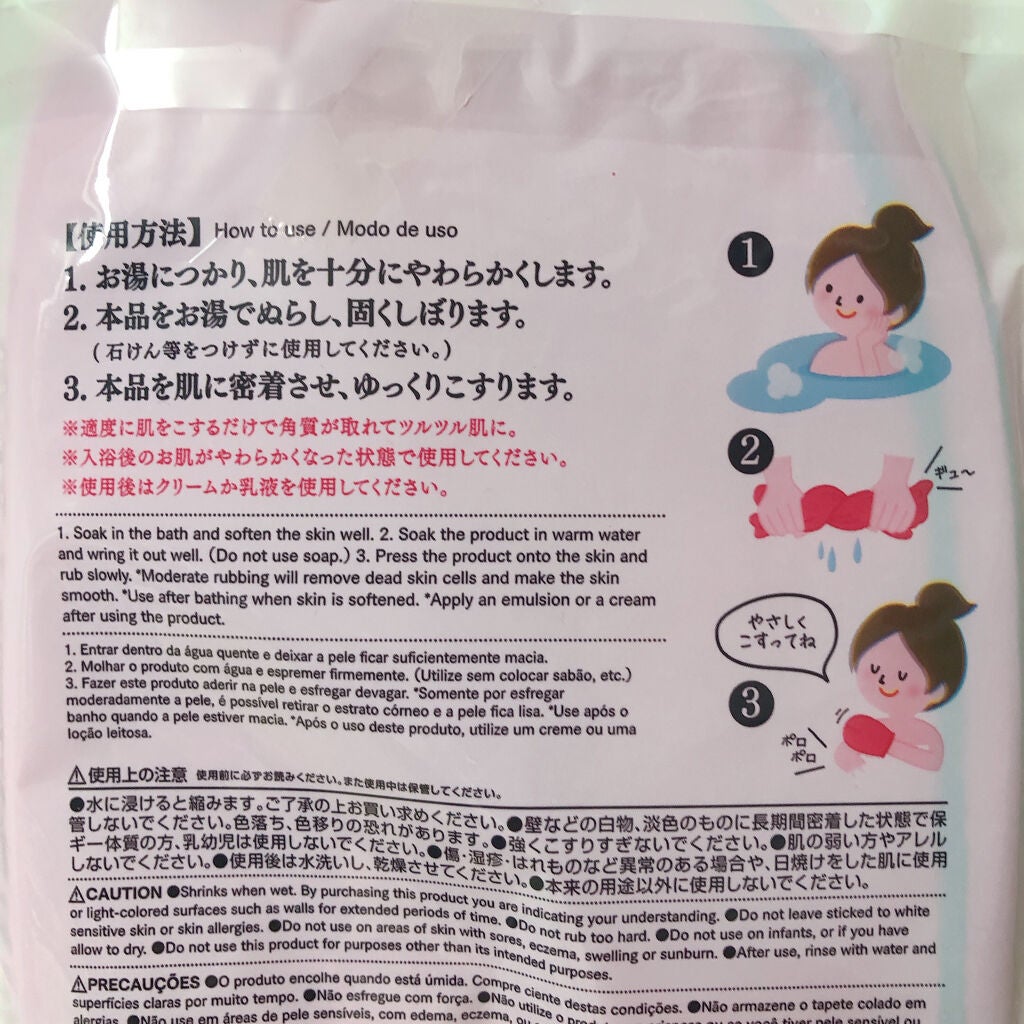 【使用方法】 How to use / Modo de uso
1. お湯につかり、肌を十分にやわらかくします。
2. 本品をお湯でぬらし、固くしぼります。
(石けん等をつけずに使用してください。)
3. 本品を肌に密着させ、ゆっくりこすります。
※適度に肌をこするだけで角質が取れてツルツル肌に。
※入浴後のお肌がやわらかくなった状態で使用してください。
※使用後はクリームか乳液を使用してください。
1
2
ギュ〜
やさしく
こすってね
3
ポロ
ポロ
1. Soak in the bath and soften the skin well. 2. Soak the product in warm water
and wring it out well. (Do not use soap.) 3. Press the product onto the skin and
rub slowly. *Moderate rubbing will remove dead skin cells and make the skin
smooth. *Use after bathing when skin is softened. *Apply an emulsion or a cream
after using the product.
1. Entrar dentro da água quente e deixar a pele ficar suficientemente macia.
2. Molhar o produto com água e espremer firmemente. (Utilize sem colocar sabão, etc.)
3. Fazer este produto aderir na pele e esfregar devagar. *Somente por esfregar
moderadamente a pele, é possível retirar o estrato córneo e a pele fica lisa. *Use após o
banho quando a pele estiver macia. *Após o uso deste produto, utilize um creme ou uma
loção leitosa.
⚠使用上の注意 使用前に必ずお読みください。また使用中は保管してください。
●水に浸けると縮みます。ご了承の上お買い求めください。●壁などの白物、淡色のものに長期間密着した状態で保
管しないでください。色落ち、色移りの恐れがあります。●強くこすりすぎないでください。●肌の弱い方やアレル
ギー体質の方、乳幼児は使用しないでください。●傷・湿疹・はれものなど異常のある場合や、日焼けをした肌に使用
しないでください。●使用後は水洗いし、乾燥させてください。●本来の用途以外に使用しないでください。
⚠CAUTION ●Shrinks when wet. By purchasing this product you are indicating your understanding. ●Do not leave sticked to white
or light-colored surfaces such as walls for extended periods of time. ●Do not rub too hard. ●Do not use on infants, or if you have
sensitive skin or skin allergies. ●Do not use on areas of skin with sores, eczema, swelling or sunburn. ●After use, rinse with water and
allow to dry. ●Do not use this product for purposes other than its intended purposes.
⚠PRECAUÇÕES ●O produto encolhe quando está úmida. Compre ciente destas condições. ●Não armazene o tapete colado em
superfícies claras por muito tempo. ●Não esfregue com força. ●Não utilize o se você tiver pele sensível ou
alergias. ●Não use em áreas de pele sensíveis, com edema, eczema,